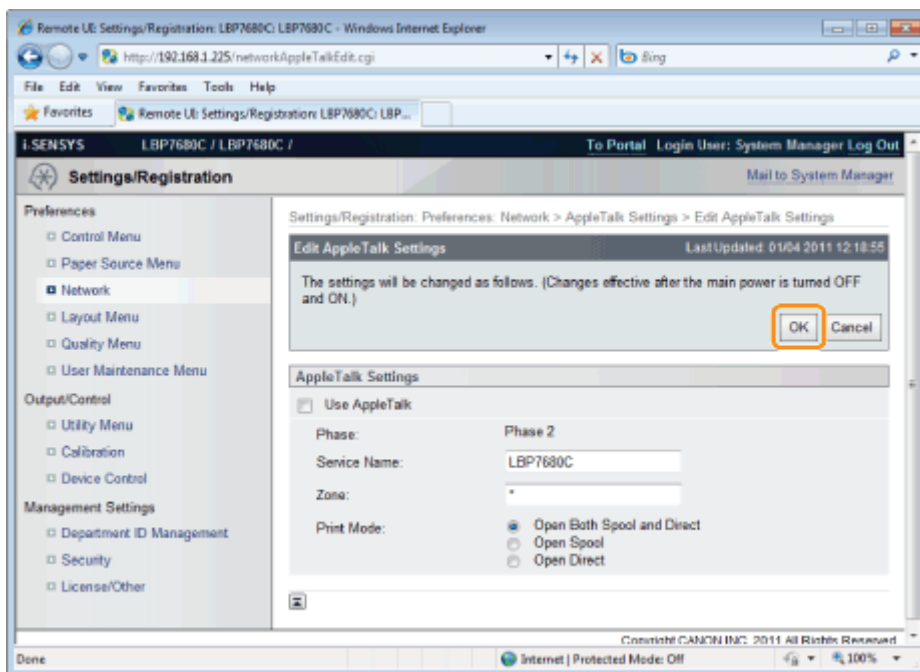 Remote UI: Settings/Registration: LBP7680C: LBP7680C - Windows Internet Explorer
http://192.168.1.225/networkAppleTalkEdit.cgi
Bing
File Edit View Favorites Tools Help
Favorites
Remote UI: Settings/Registration: LBP7680C: LBP...
i-SENSYS LBP7680C / LBP7680C /
To Portal Login User: System Manager Log Out
Settings/Registration
Mail to System Manager
Preferences
Control Menu
Paper Source Menu
Network
Layout Menu
Quality Menu
User Maintenance Menu
Output/Control
Utility Menu
Calibration
Device Control
Management Settings
Department ID Management
Security
License/Other
Settings/Registration: Preferences: Network > AppleTalk Settings > Edit AppleTalk Settings
Edit AppleTalk Settings
Last Updated: 01/04 2011 12:18:55
The settings will be changed as follows. (Changes effective after the main power is turned OFF
and ON.)
OK Cancel
AppleTalk Settings
Use AppleTalk
Phase: Phase 2
Service Name: LBP7680C
Zone: *
Print Mode: Open Both Spool and Direct
Open Spool
Open Direct
Copyright CANON INC. 2011 All Rights Reserved
Done
Internet | Protected Mode: Off
100%